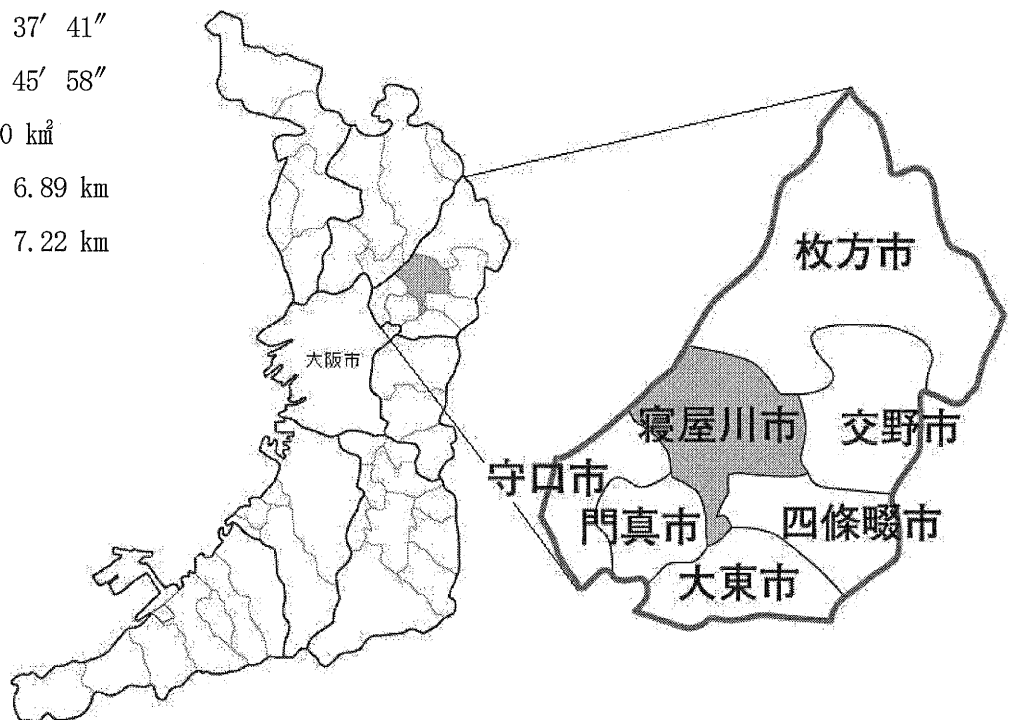 37′ 41″
45′ 58″
0 km²
6.89 km
7.22 km
大阪市
枚方市
寝屋川市
交野市
守口市
門真市
四條畷市
大東市